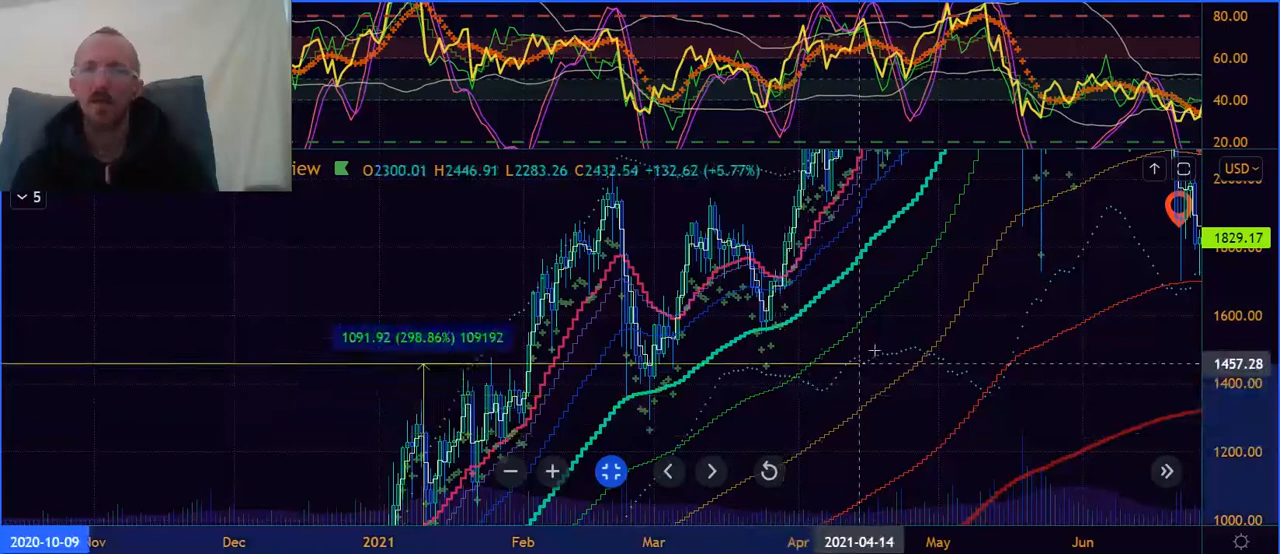 80.00
60.00
40.00
20.00
iew O2300.01 H2446.91 L2283.26 C2432.54 +132.62 (+5.77%)
USD
5
1829.17
1091.92 (298.86%) 109192
1600.00
1457.28
1400.00
1200.00
1000.00
2020-10-09 Nov Dec 2021 Feb Mar Apr 2021-04-14 May Jun